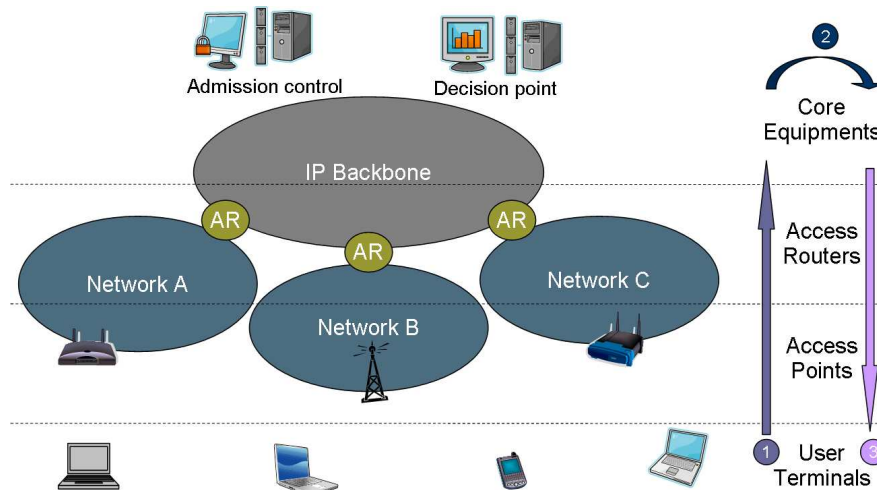 Admission control
Decision point
2
Core
Equipments
IP Backbone
AR
AR
AR
Access
Routers
Network A
Network C
Network B
Access
Points
1
User
Terminals
3